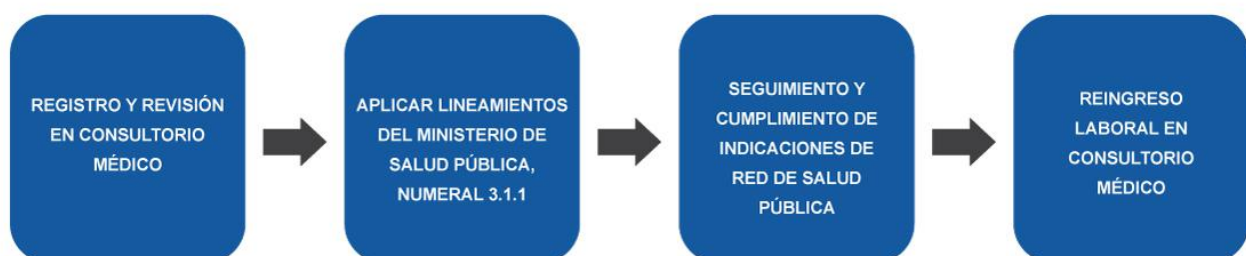 REGISTRO Y REVISIÓN
EN CONSULTORIO
MÉDICO
APLICAR LINEAMIENTOS
DEL MINISTERIO DE
SALUD PÚBLICA,
NUMERAL 3.1.1
SEGUIMIENTO Y
CUMPLIMIENTO DE
INDICACIONES DE
RED DE SALUD
PÚBLICA
REINGRESO
LABORAL EN
CONSULTORIO
MÉDICO